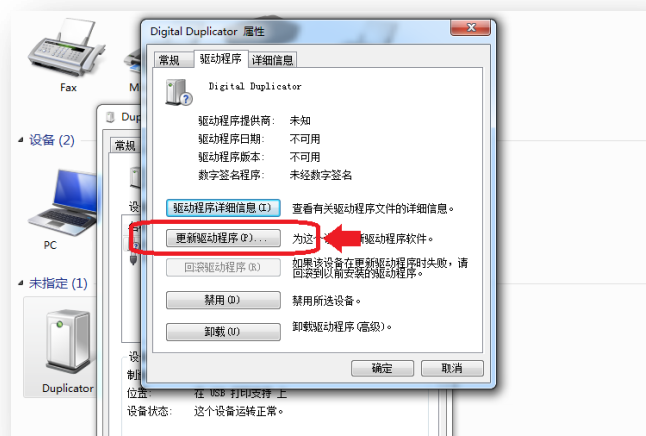 Digital Duplicator 属性
常规 驱动程序 详细信息
Fax
Digital Duplicator
驱动程序提供商: 未知
设备 (2)
驱动程序日期: 不可用
常规
驱动程序版本: 不可用
数字签名程序: 未经数字签名
驱动程序详细信息(I) 查看有关驱动程序文件的详细信息。
更新驱动程序(P)... 为这个 驱动程序软件。
PC
回滚驱动程序(R) 如果该设备在更新驱动程序时失败，请
回滚到以前安装的驱动程序。
未指定 (1)
禁用(D) 禁用所选设备。
卸载(U) 卸载驱动程序(高级)。
确定 取消
Duplicator
位置: 在 USB 打印支持 上
设备状态: 这个设备运转正常。